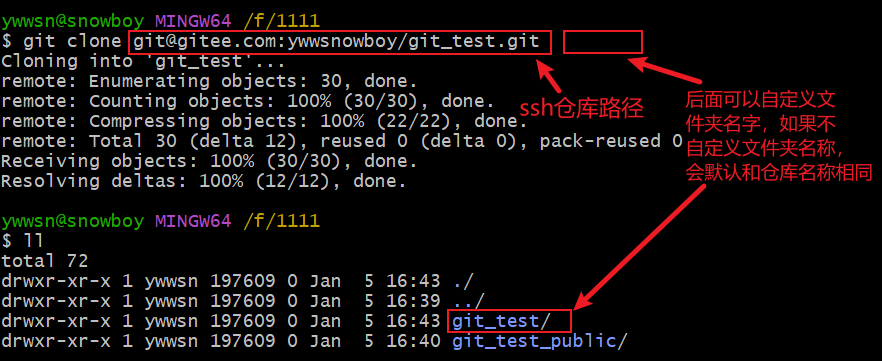 ywwsn@snowboy MINGW64 /f/1111
$ git clone git@gitee.com:ywwsnowboy/git_test.git
Cloning into 'git_test'...
remote: Enumerating objects: 30, done.
remote: Counting objects: 100% (30/30), done.
remote: Compressing objects: 100% (22/22), done.
remote: Total 30 (delta 12), reused 0 (delta 0), pack-reused 0
Receiving objects: 100% (30/30), done.
Resolving deltas: 100% (12/12), done.
ssh仓库路径
后面可以自定义文
件夹名字，如果不
自定义文件夹名称，
会默认和仓库名称相同
ywwsn@snowboy MINGW64 /f/1111
$ ll
total 72
drwxr-xr-x 1 ywwsn 197609 0 Jan  5 16:43 ./
drwxr-xr-x 1 ywwsn 197609 0 Jan  5 16:39 ../
drwxr-xr-x 1 ywwsn 197609 0 Jan  5 16:43 git_test/
drwxr-xr-x 1 ywwsn 197609 0 Jan  5 16:40 git_test_public/